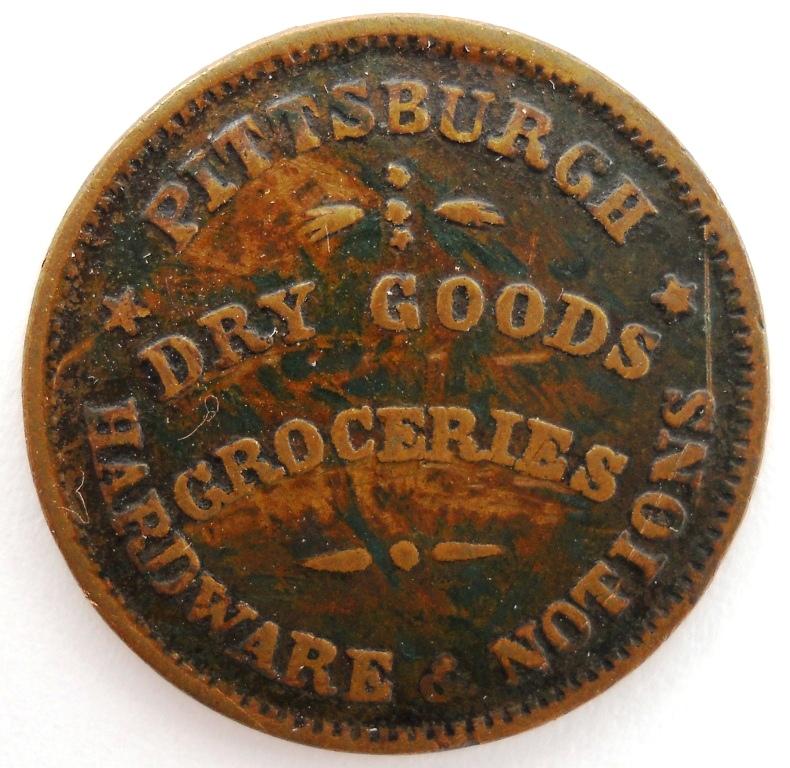 PITTSBURGH
DRY GOODS
GROCERIES
HARDWARE & NOTIONS